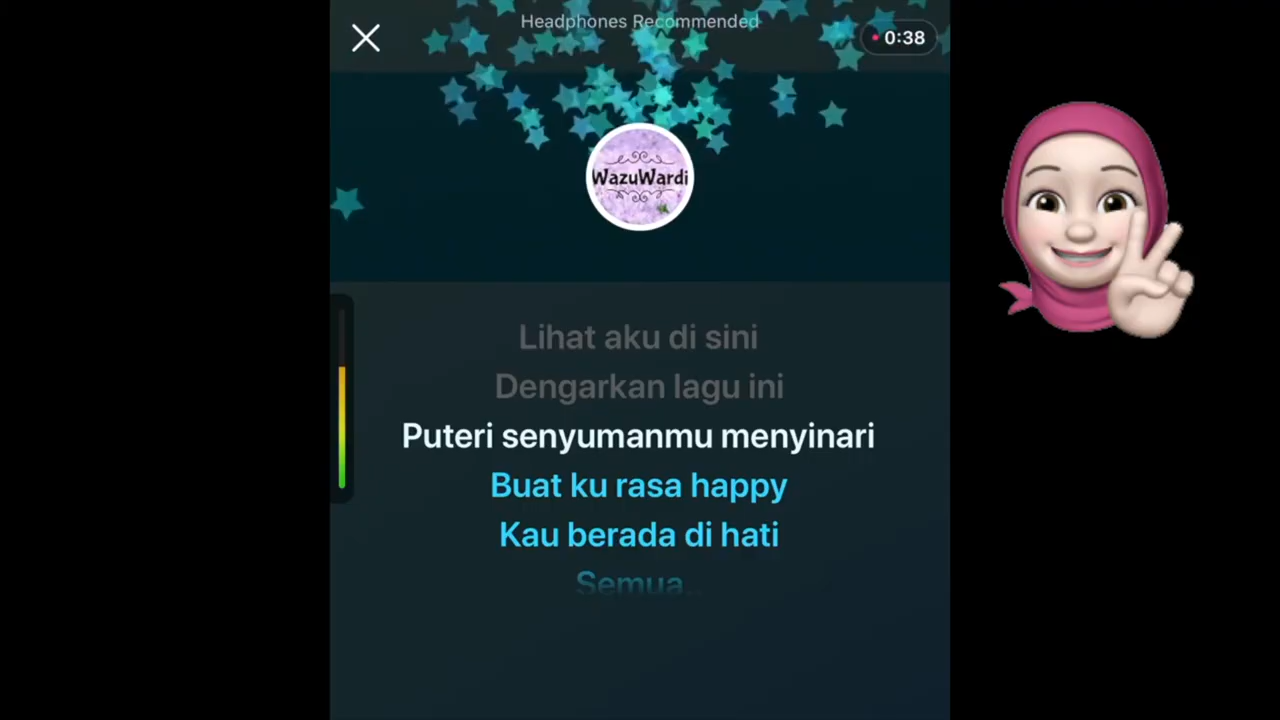 Headphones Recommended
0:38
WazuWardi
Lihat aku di sini
Dengarkan lagu ini
Puteri senyumanmu menyinari
Buat ku rasa happy
Kau berada di hati
Semua..